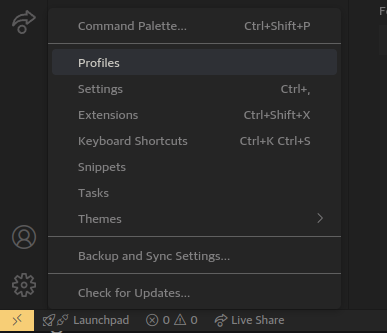 Command Palette... Ctrl+Shift+P
Profiles
Settings Ctrl+,
Extensions Ctrl+Shift+X
Keyboard Shortcuts Ctrl+K Ctrl+S
Snippets
Tasks
Themes
Backup and Sync Settings...
Check for Updates...
Launchpad 0 0 Live Share